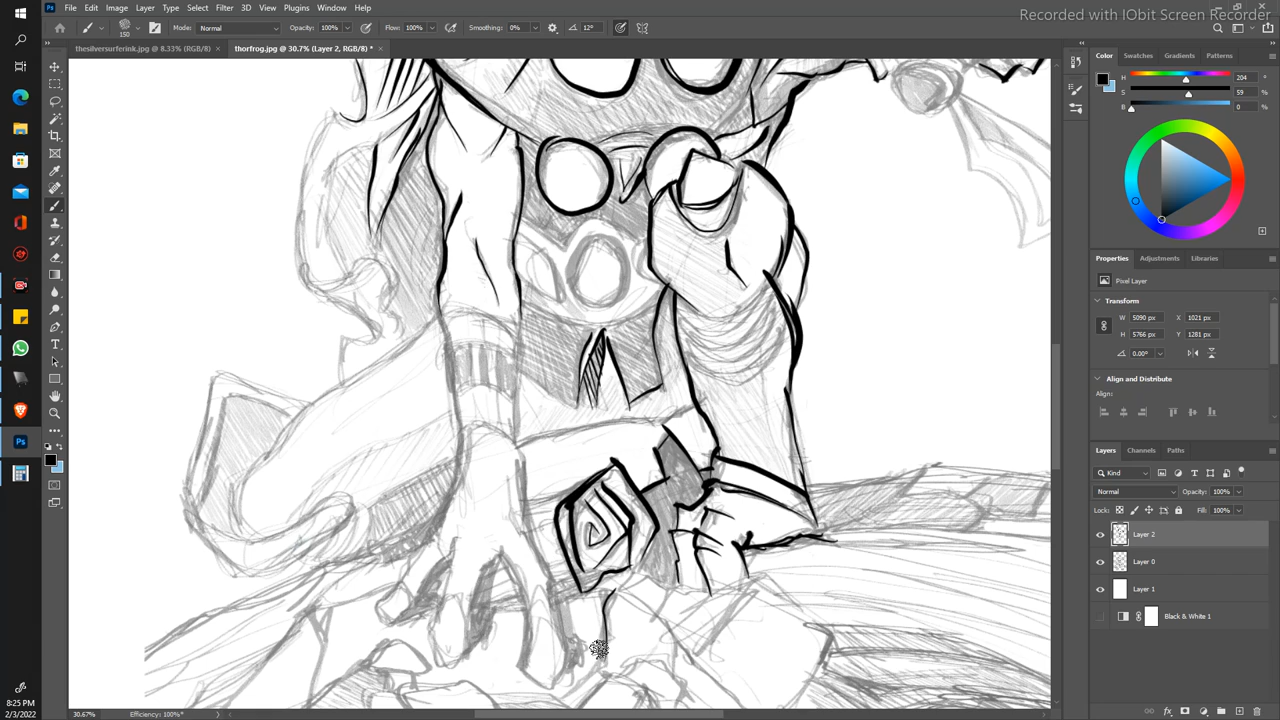 Recorded with IObit Screen Recorder
File Edit Image Layer Type Select Filter 3D View Plugins Window Help
150 Mode: Normal Opacity: 100% Flow: 100% Smoothing: 0% 12°
thesilversurferink.jpg @ 8.33% (RGB/8) × thorfrog.jpg @ 30.7% (Layer 2, RGB/8) * ×
Color Swatches Gradients Patterns
H 204
S 59 %
B 0 %
Properties Adjustments Libraries
Pixel Layer
Transform
W 5090 px X 1021 px
H 5766 px Y 1281 px
0.00°
Align and Distribute
Align:
Layers Channels Paths
Kind
Normal Opacity: 100%
Lock: Fill: 100%
Layer 2
Layer 0
Layer 1
Black & White 1
Ps
8:25 PM
2/3/2022
30.67% Efficiency: 100%*